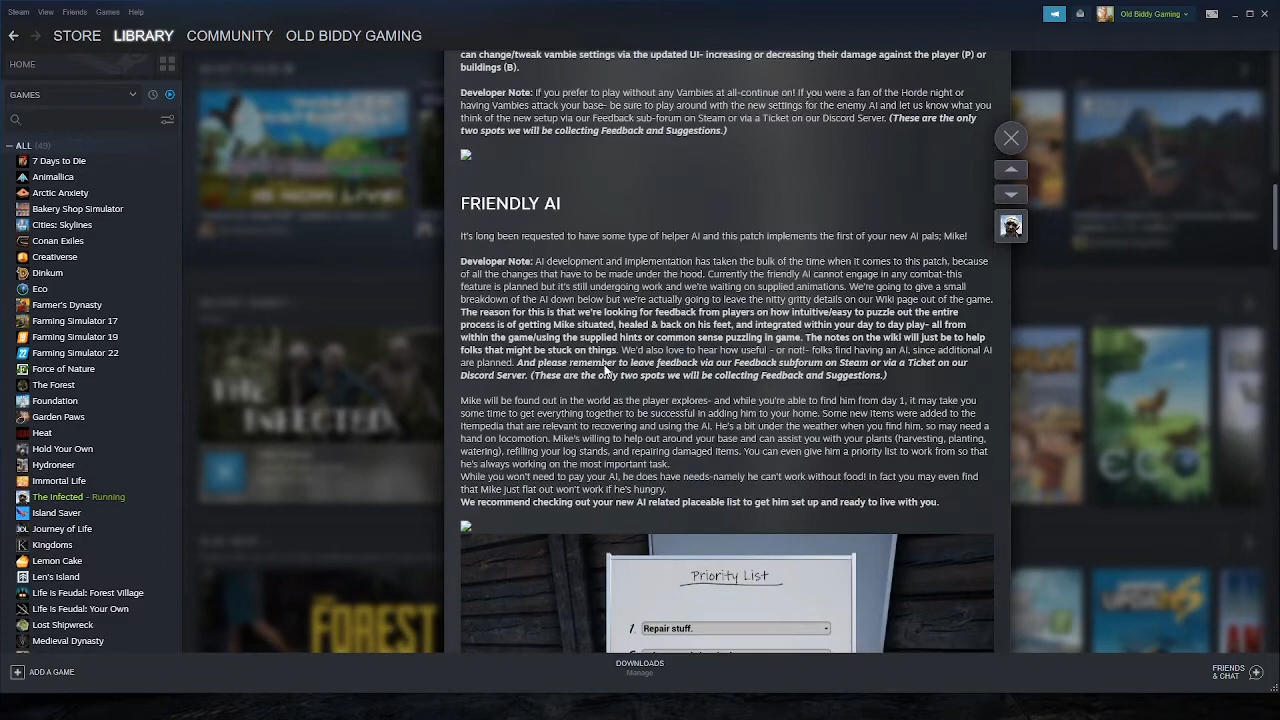 Steam View Friends Games Help
Old Biddy Gaming
STORE LIBRARY COMMUNITY OLD BIDDY GAMING
HOME
GAMES
ALL (49)
7 Days to Die
Animallica
Arctic Anxiety
Bakery Shop Simulator
Cities: Skylines
Conan Exiles
Creativerse
Dinkum
Eco
Farmer's Dynasty
Farming Simulator 17
Farming Simulator 19
Farming Simulator 22
Force of Nature
The Forest
Foundation
Garden Paws
Heat
Hold Your Own
Hydroneer
Immortal Life
The Infected - Running
Island Saver
Journey of Life
Kingdoms
Lemon Cake
Len's Island
Life is Feudal: Forest Village
Life is Feudal: Your Own
Lost Shipwreck
Medieval Dynasty
can change/tweak vambie settings via the updated UI- increasing or decreasing their damage against the player (P) or
buildings (B).
Developer Note: If you prefer to play without any Vambies at all-continue on! If you were a fan of the Horde night or
having Vambies attack your base- be sure to play around with the new settings for the enemy AI and let us know what you
think of the new setup via our Feedback sub-forum on Steam or via a Ticket on our Discord Server. (These are the only
two spots we will be collecting Feedback and Suggestions.)
FRIENDLY AI
It's long been requested to have some type of helper AI and this patch implements the first of your new AI pals; Mike!
Developer Note: AI development and Implementation has taken the bulk of the time when it comes to this patch, because
of all the changes that have to be made under the hood. Currently the friendly AI cannot engage in any combat-this
feature is planned but it's still undergoing work and we're waiting on supplied animations. We're going to give a small
breakdown of the AI down below but we're actually going to leave the nitty gritty details on our Wiki page out of the game.
The reason for this is that we're looking for feedback from players on how intuitive/easy to puzzle out the entire
process is of getting Mike situated, healed & back on his feet, and integrated within your day to day play- all from
within the game/using the supplied hints or common sense puzzling in game. The notes on the wiki will just be to help
folks that might be stuck on things. We'd also love to hear how useful - or not!- folks find having an AI, since additional AI
are planned. And please remember to leave feedback via our Feedback subforum on Steam or via a Ticket on our
Discord Server. (These are the only two spots we will be collecting Feedback and Suggestions.)
Mike will be found out in the world as the player explores- and while you're able to find him from day 1, it may take you
some time to get everything together to be successful in adding him to your home. Some new items were added to the
Itempedia that are relevant to recovering and using the AI. He's a bit under the weather when you find him, so may need a
hand on locomotion. Mike's willing to help out around your base and can assist you with your plants (harvesting, planting,
watering), refilling your log stands, and repairing damaged items. You can even give him a priority list to work from so that
he's always working on the most important task.
While you won't need to pay your AI, he does have needs-namely he can't work without food! In fact you may even find
that Mike just flat out won't work if he's hungry.
We recommend checking out your new AI related placeable list to get him set up and ready to live with you.
Priority List
1. Repair stuff.
THE INFECTED
FOREST
ECO
ADD A GAME
DOWNLOADS
Manage
FRIENDS
& CHAT